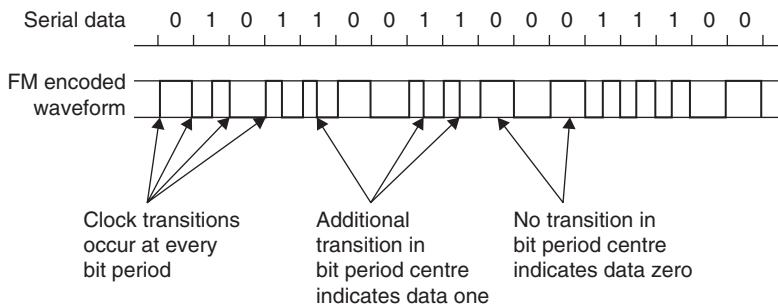 Serial data 0 1 0 1 1 0 0 1 1 0 0 0 1 1 1 0 0
FM encoded
waveform
Clock transitions
occur at every
bit period
Additional
transition in
bit period centre
indicates data one
No transition in
bit period centre
indicates data zero